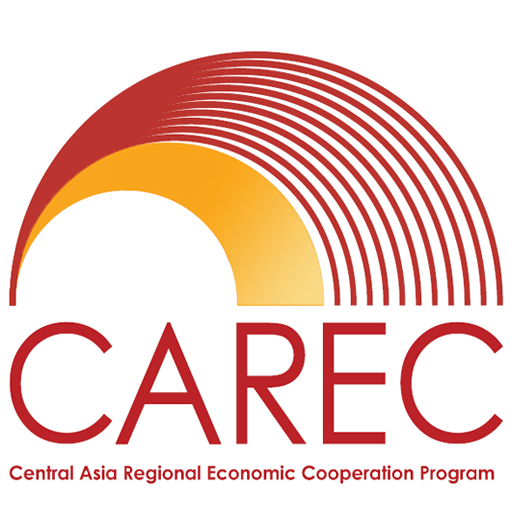 CAREC
Central Asia Regional Economic Cooperation Program